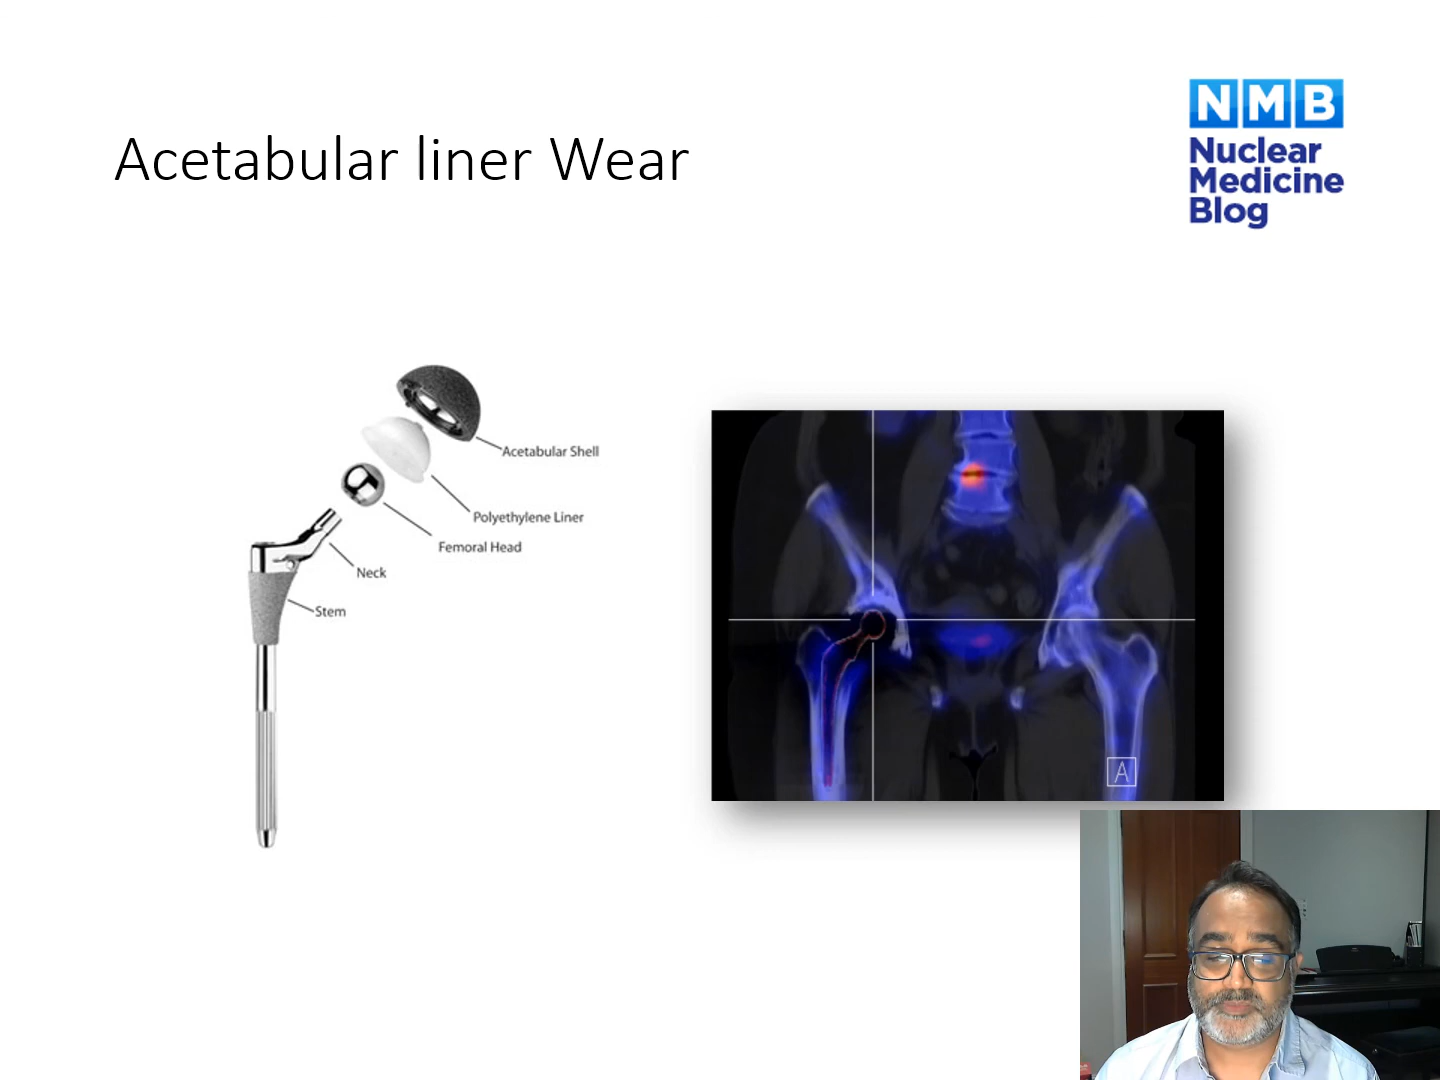 Acetabular liner Wear
NMB
Nuclear
Medicine
Blog
Acetabular Shell
Polyethylene Liner
Femoral Head
Neck
Stem
A